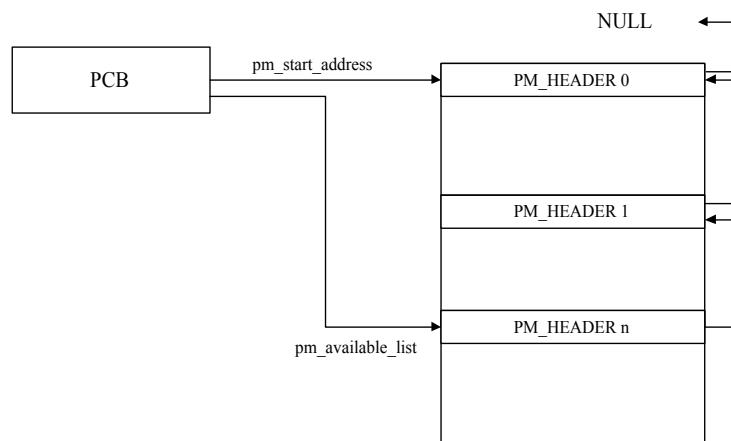 NULL
pm_start_address
PCB
PM_HEADER 0
PM_HEADER 1
PM_HEADER n
pm_available_list